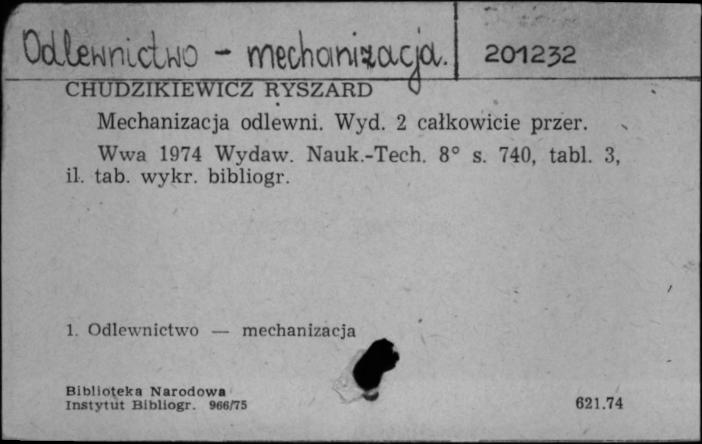 Odlewnictwo - mechanizacja. 201232
CHUDZIKIEWICZ RYSZARD
Mechanizacja odlewni. Wyd. 2 całkowicie przer.
Wwa 1974 Wydaw. Nauk.-Tech. 8° s. 740, tabl. 3,
il. tab. wykr. bibliogr.
1. Odlewnictwo — mechanizacja
Biblioteka Narodowa
Instytut Bibliogr. 966/75 621.74